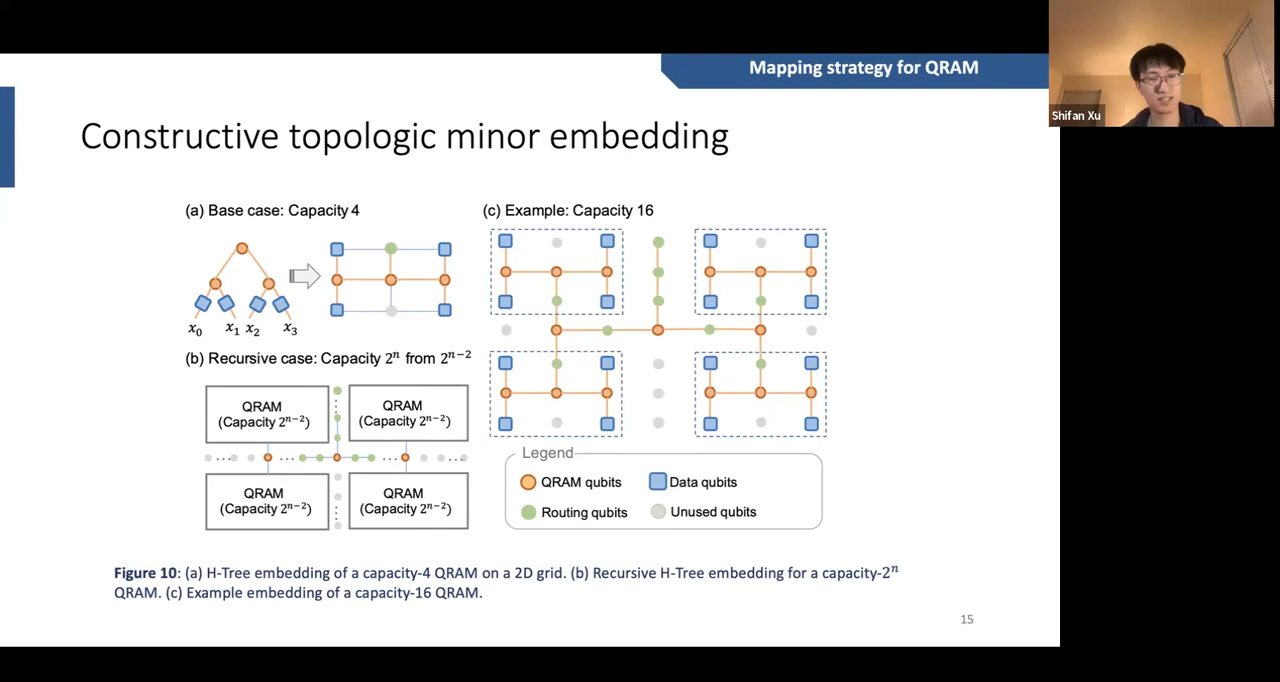 Mapping strategy for QRAM
Shifan Xu
Constructive topologic minor embedding
(a) Base case: Capacity 4
x₀ x₁ x₂ x₃
(b) Recursive case: Capacity 2ⁿ from 2ⁿ⁻²
QRAM
(Capacity 2ⁿ⁻²)
QRAM
(Capacity 2ⁿ⁻²)
QRAM
(Capacity 2ⁿ⁻²)
QRAM
(Capacity 2ⁿ⁻²)
(c) Example: Capacity 16
Legend
QRAM qubits
Data qubits
Routing qubits
Unused qubits
Figure 10: (a) H-Tree embedding of a capacity-4 QRAM on a 2D grid. (b) Recursive H-Tree embedding for a capacity-2ⁿ
QRAM. (c) Example embedding of a capacity-16 QRAM.
15